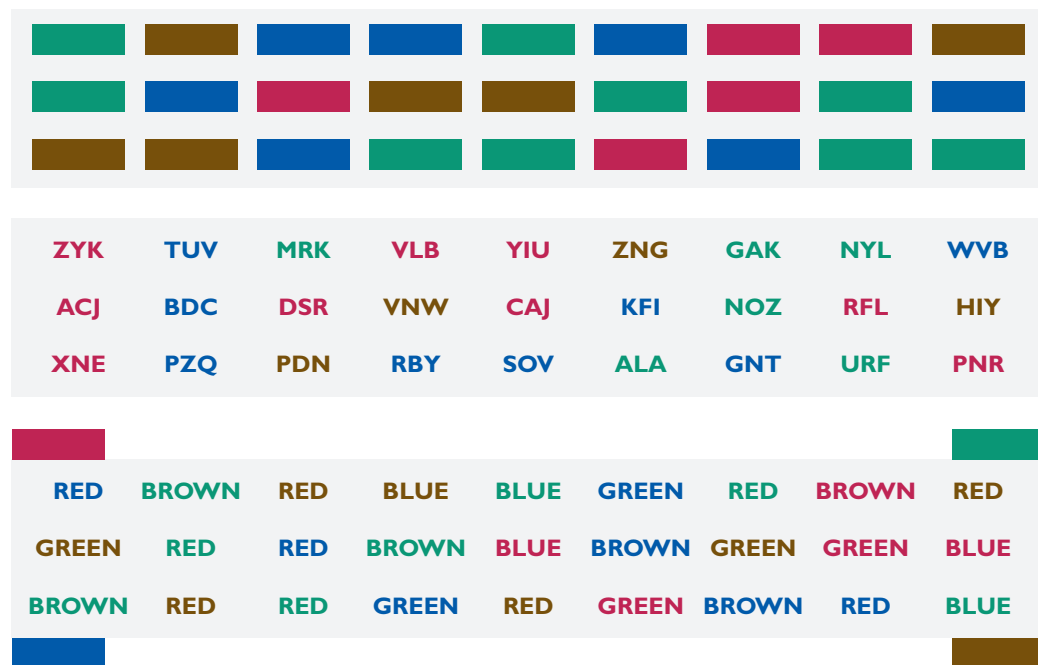 ZYK TUV MRK VLB YIU ZNG GAK NYL WVB
ACJ BDC DSR VNW CAJ KFI NOZ RFL HIY
XNE PZQ PDN RBY SOV ALA GNT URF PNR
RED BROWN RED BLUE BLUE GREEN RED BROWN RED
GREEN RED RED BROWN BLUE BROWN GREEN GREEN BLUE
BROWN RED RED GREEN RED GREEN BROWN RED BLUE